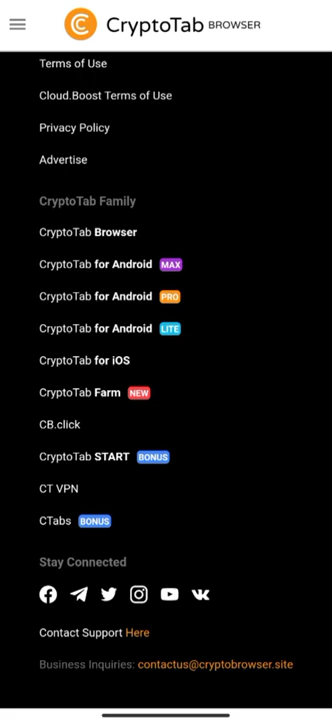 CryptoTab BROWSER
Terms of Use
Cloud.Boost Terms of Use
Privacy Policy
Advertise
CryptoTab Family
CryptoTab Browser
CryptoTab for Android MAX
CryptoTab for Android PRO
CryptoTab for Android LITE
CryptoTab for iOS
CryptoTab Farm NEW
CB.click
CryptoTab START BONUS
CT VPN
CTabs BONUS
Stay Connected
Contact Support Here
Business Inquiries: contactus@cryptobrowser.site